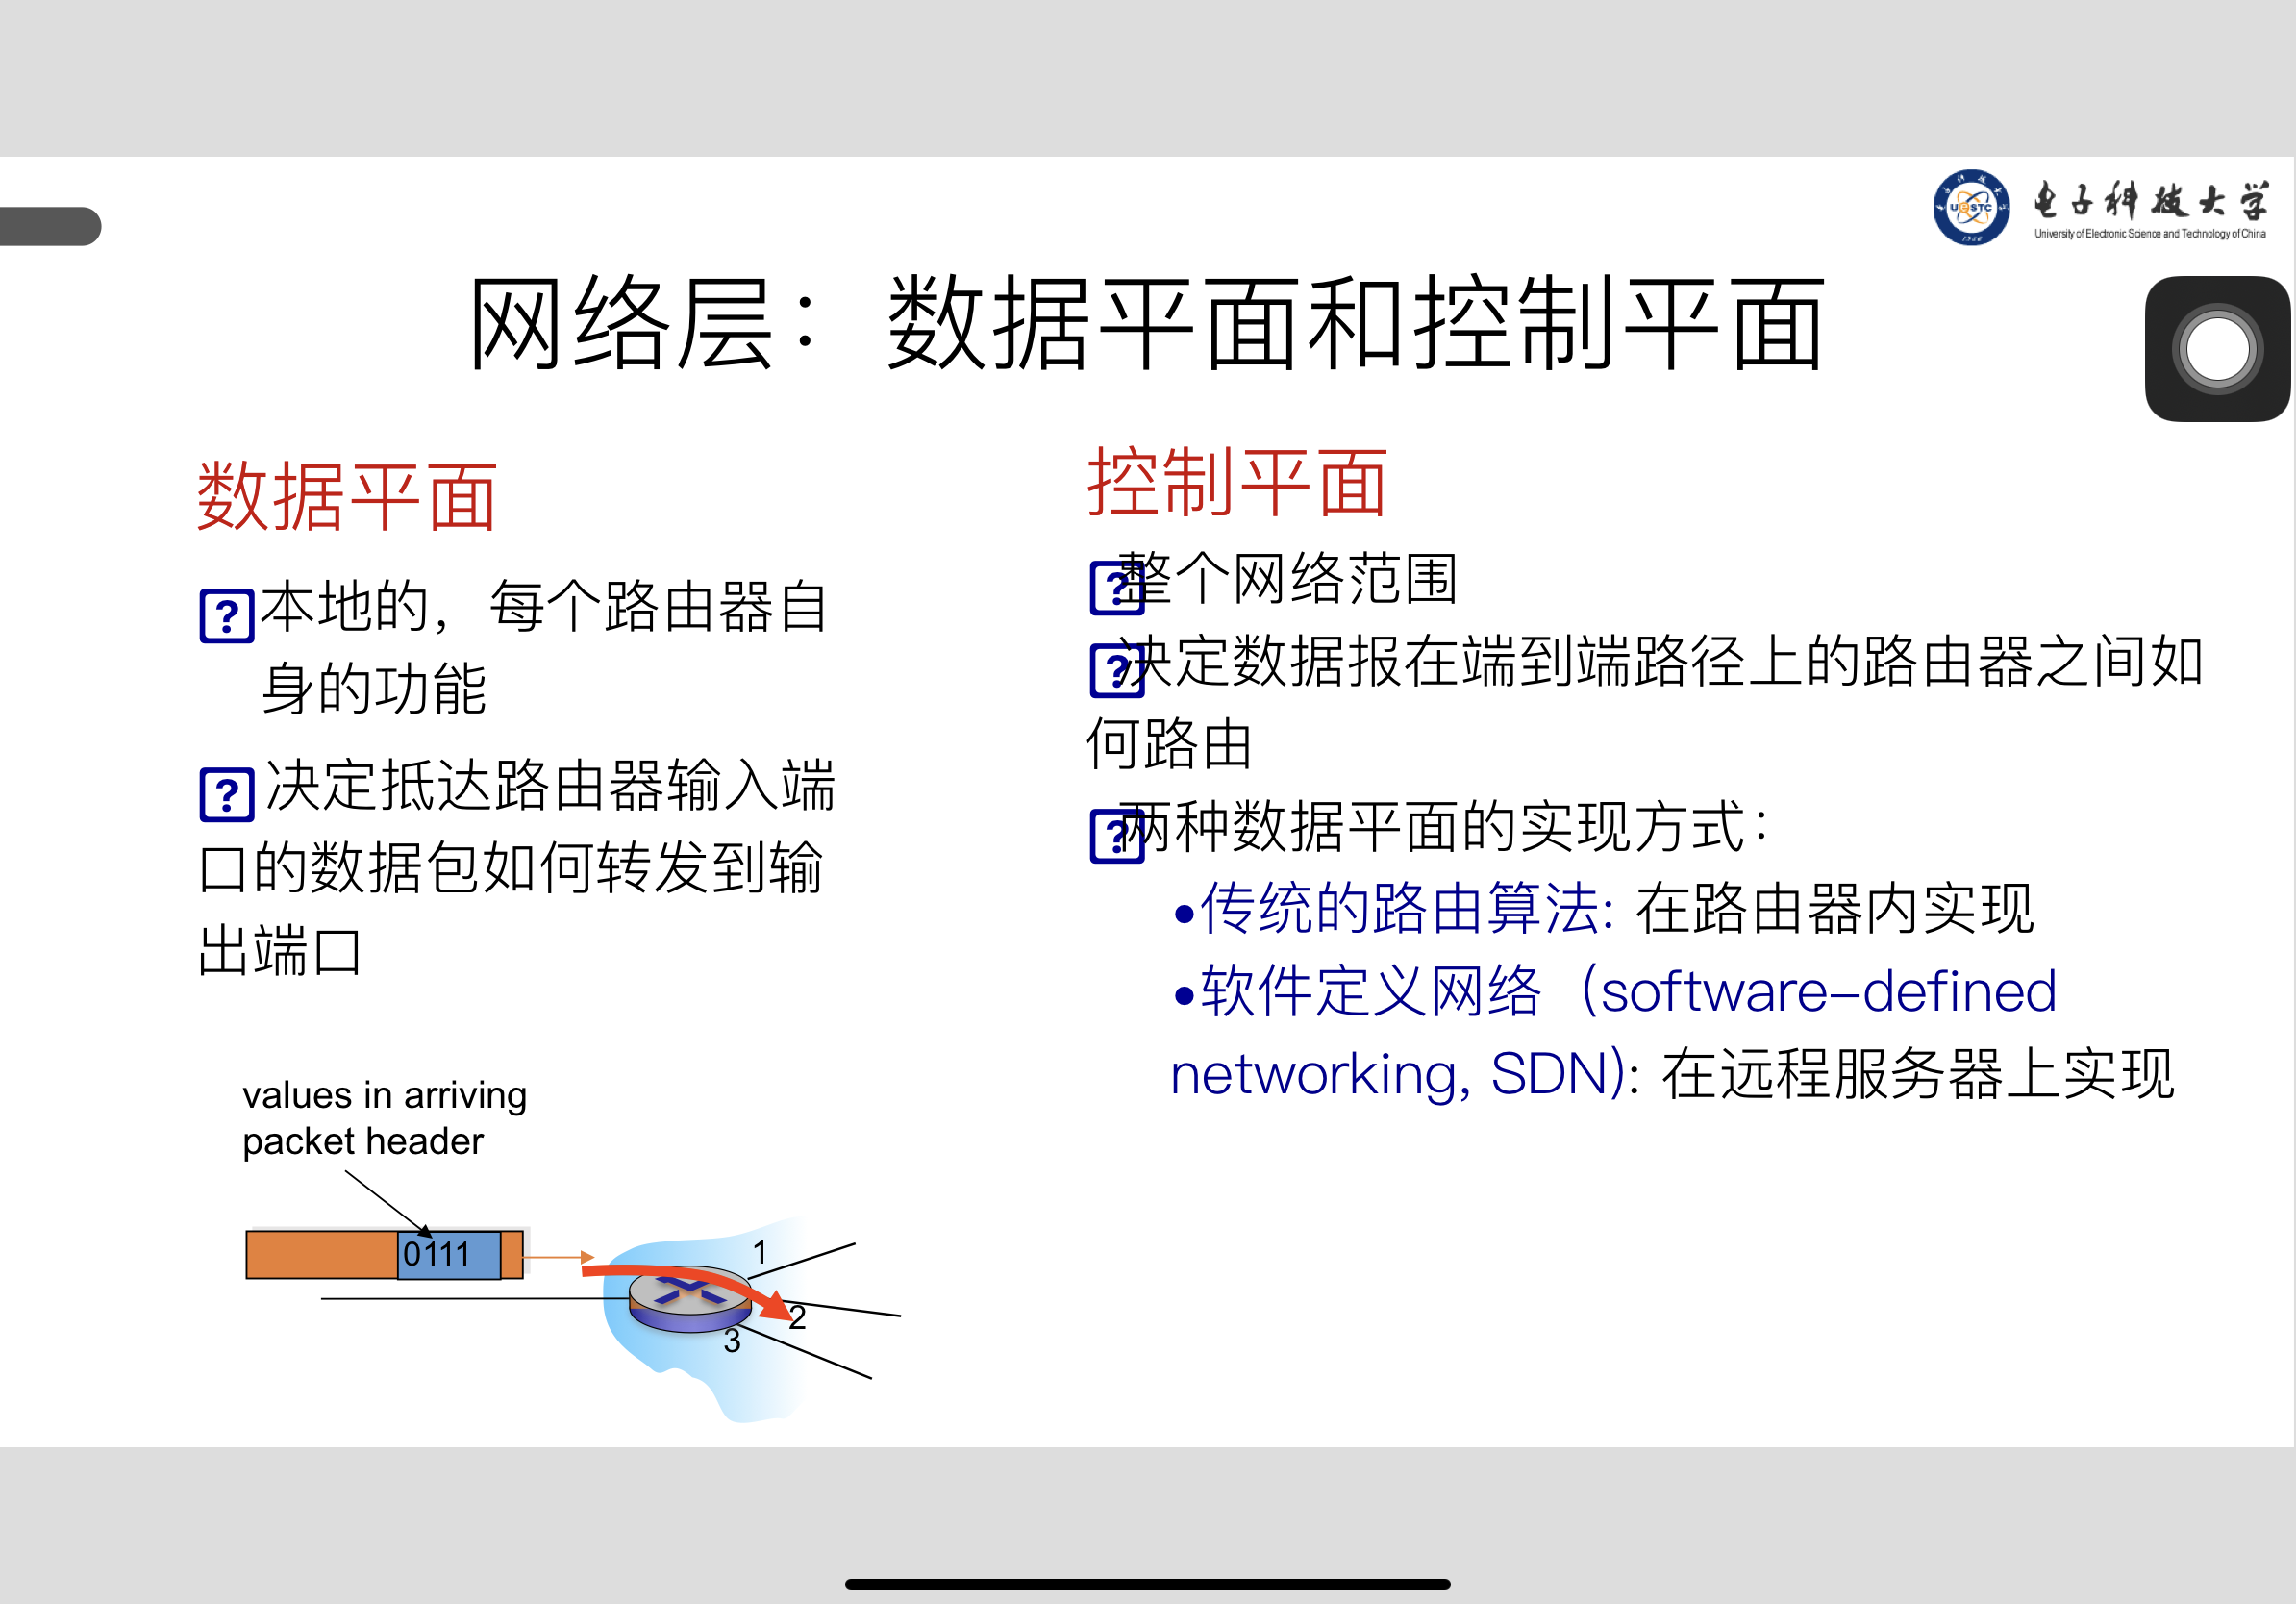 电子科技大学
University of Electronic Science and Technology of China
UESTC
1956
网络层：数据平面和控制平面
数据平面
本地的，每个路由器自
身的功能
决定抵达路由器输入端
口的数据包如何转发到输
出端口
values in arriving
packet header
0111
1
2
3
控制平面
整个网络范围
决定数据报在端到端路径上的路由器之间如
何路由
两种数据平面的实现方式：
•传统的路由算法: 在路由器内实现
•软件定义网络（software-defined
networking, SDN): 在远程服务器上实现